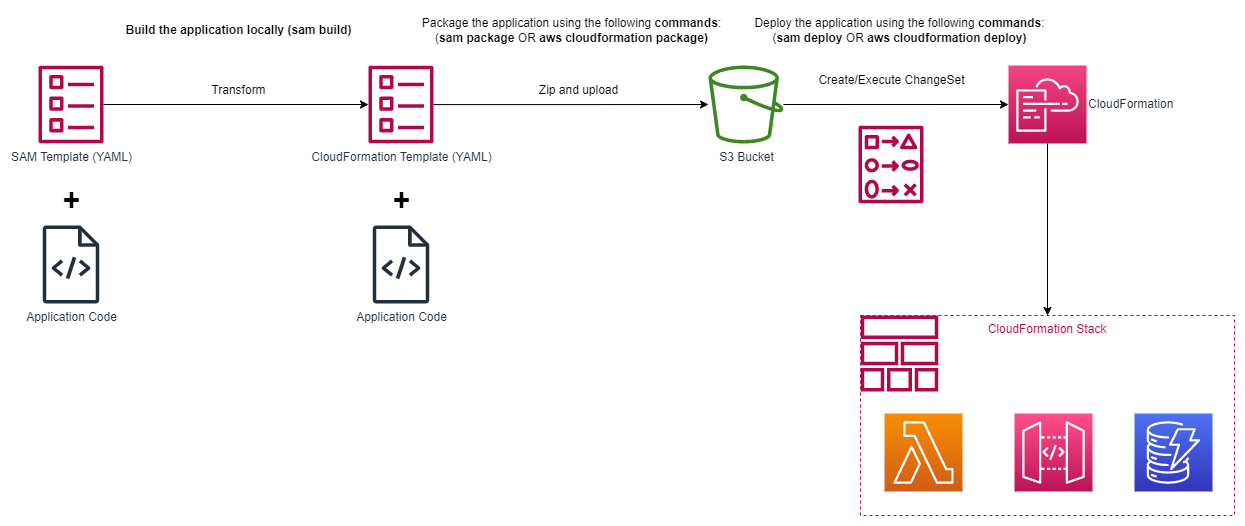 Build the application locally (sam build)
Package the application using the following commands:
(sam package OR aws cloudformation package)
Deploy the application using the following commands:
(sam deploy OR aws cloudformation deploy)
Transform
Zip and upload
Create/Execute ChangeSet
CloudFormation
SAM Template (YAML)
CloudFormation Template (YAML)
S3 Bucket
+
+
</>
</>
Application Code
Application Code
CloudFormation Stack
</>